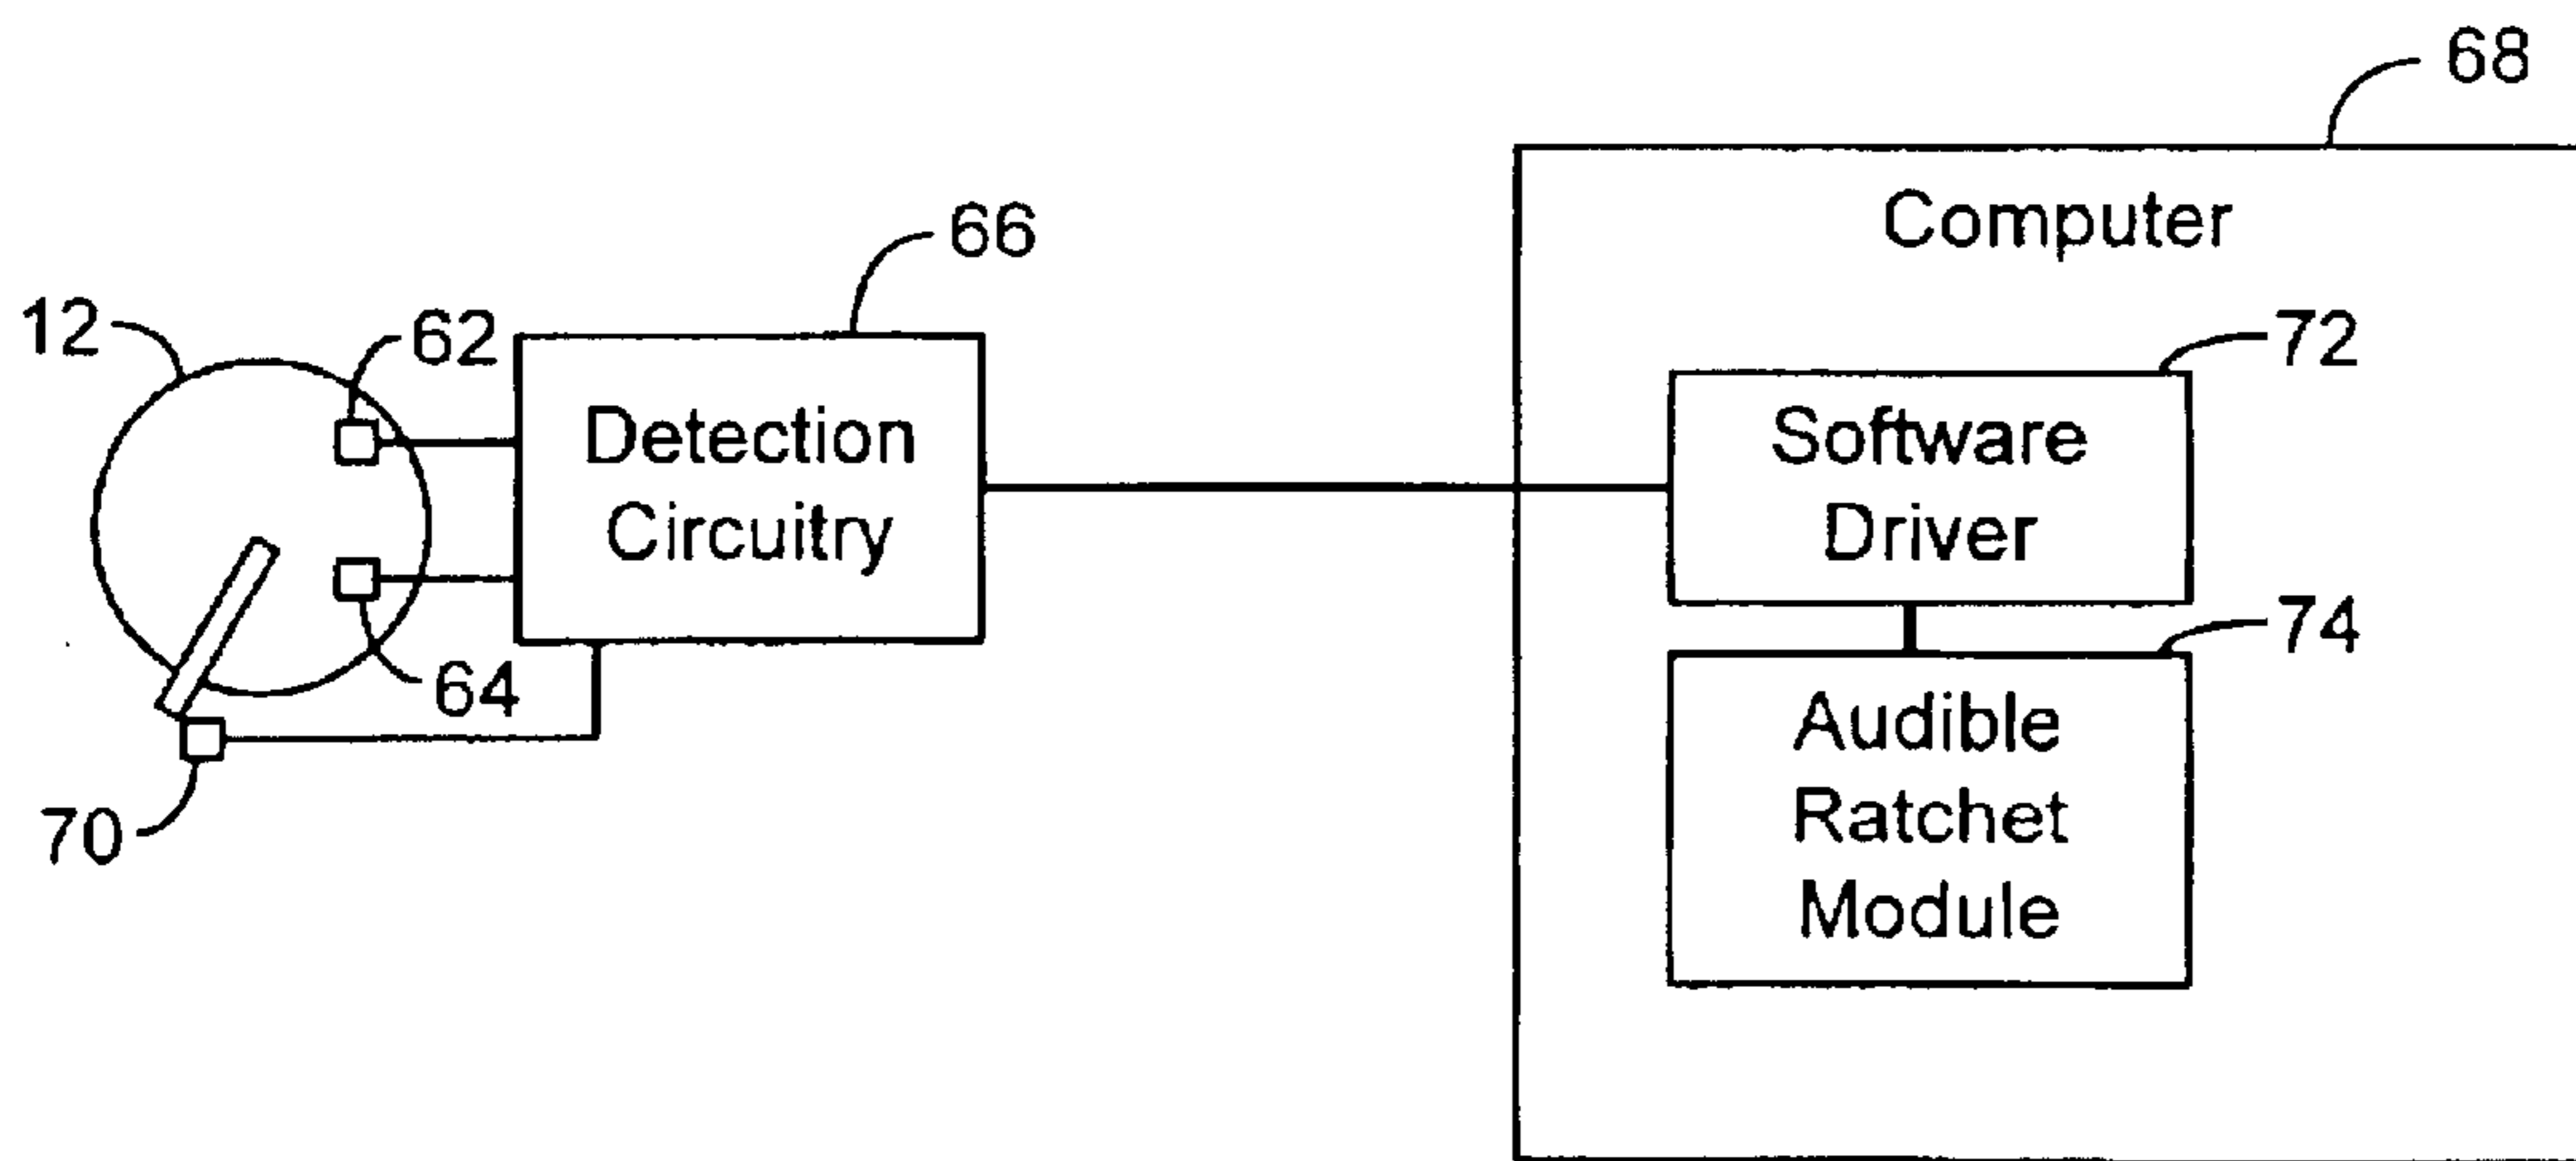 68
Computer
66
12
62
72
Detection
Circuitry
Software
Driver
64
74
70
Audible
Ratchet
Module